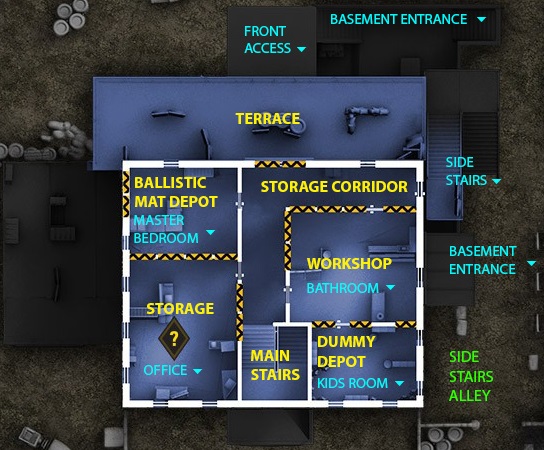 BASEMENT ENTRANCE
FRONT
ACCESS
TERRACE
SIDE
STAIRS
BALLISTIC
MAT DEPOT
STORAGE CORRIDOR
MASTER
BEDROOM
BASEMENT
ENTRANCE
WORKSHOP
BATHROOM
STORAGE
?
OFFICE
MAIN
STAIRS
DUMMY
DEPOT
KIDS ROOM
SIDE
STAIRS
ALLEY